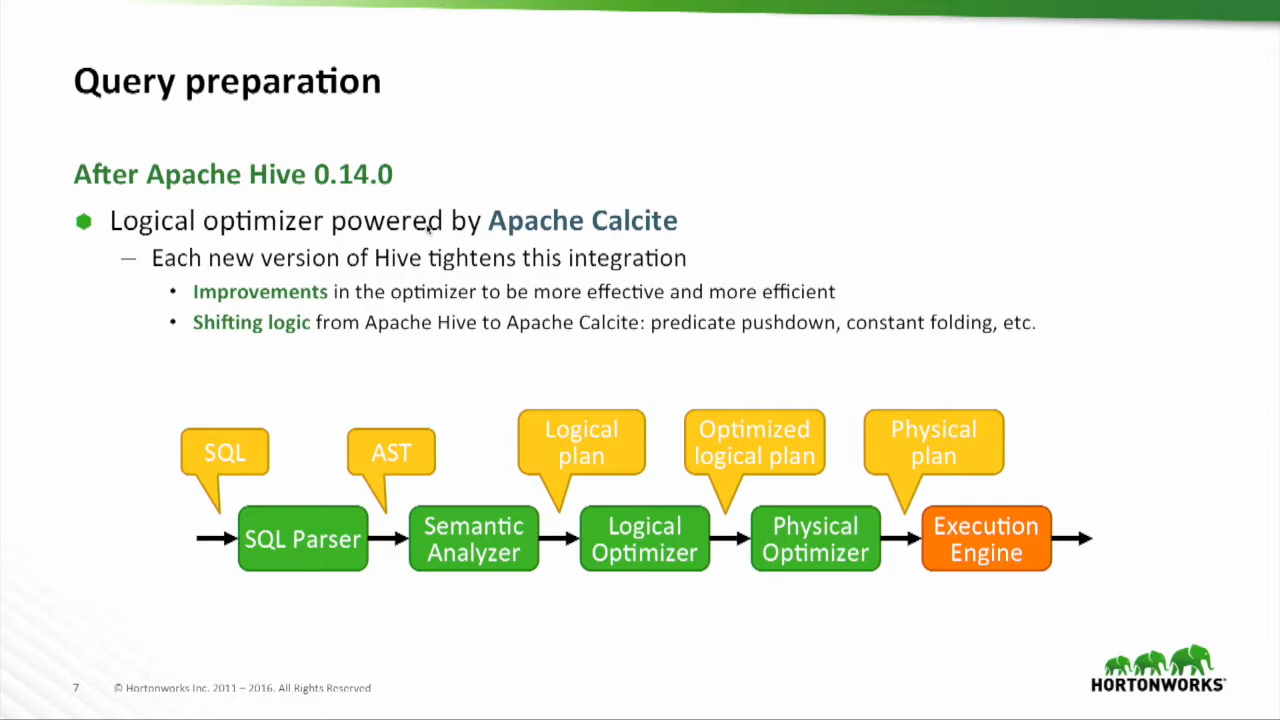 Query preparation
After Apache Hive 0.14.0
Logical optimizer powered by Apache Calcite
– Each new version of Hive tightens this integration
• Improvements in the optimizer to be more effective and more efficient
• Shifting logic from Apache Hive to Apache Calcite: predicate pushdown, constant folding, etc.
SQL
AST
Logical
plan
Optimized
logical plan
Physical
plan
SQL Parser
Semantic
Analyzer
Logical
Optimizer
Physical
Optimizer
Execution
Engine
7 © Hortonworks Inc. 2011 – 2016. All Rights Reserved
HORTONWORKS